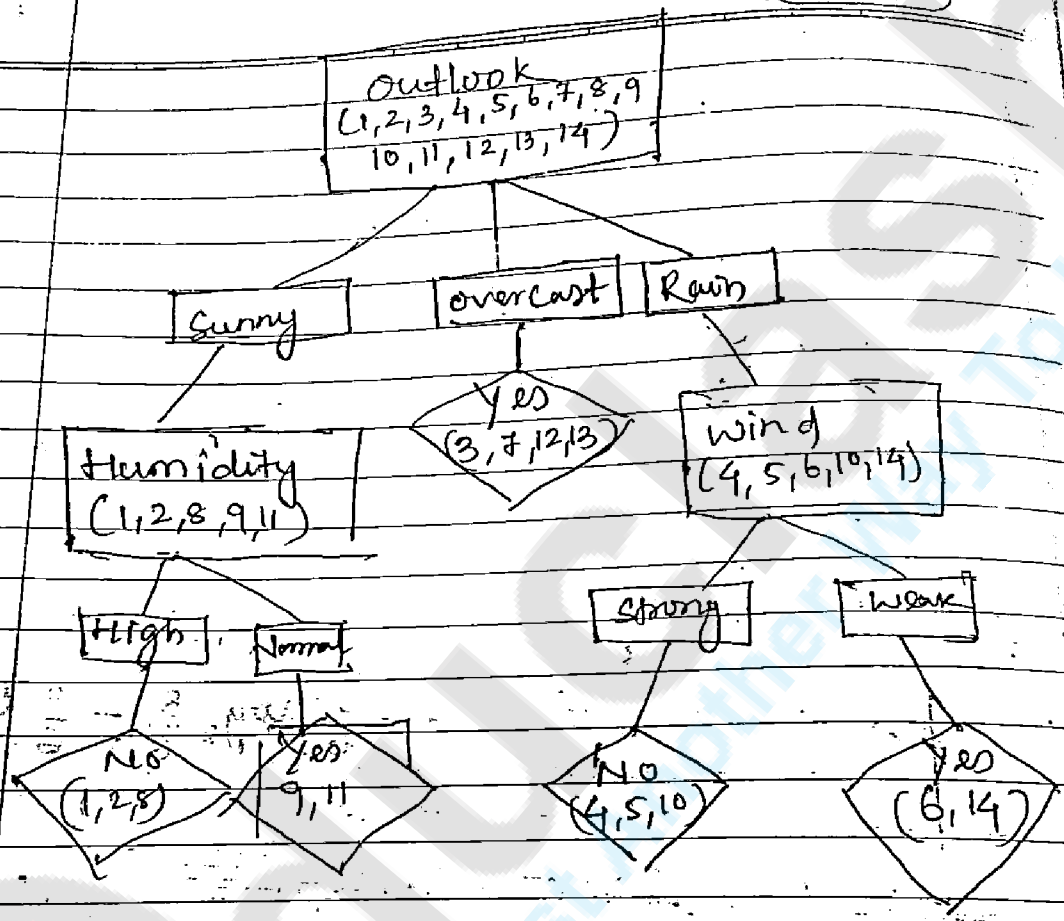 Outlook
(1,2,3,4,5,6,7,8,9
10,11,12,13,14)
Sunny
overcast
Rain
Yes
(3,7,12,13)
Wind
(4,5,6,10,14)
Humidity
(1,2,8,9,11)
High
Normal
Strong
Weak
No
(1,2,8)
Yes
9,11
No
(4,5,10)
Yes
(6,14)